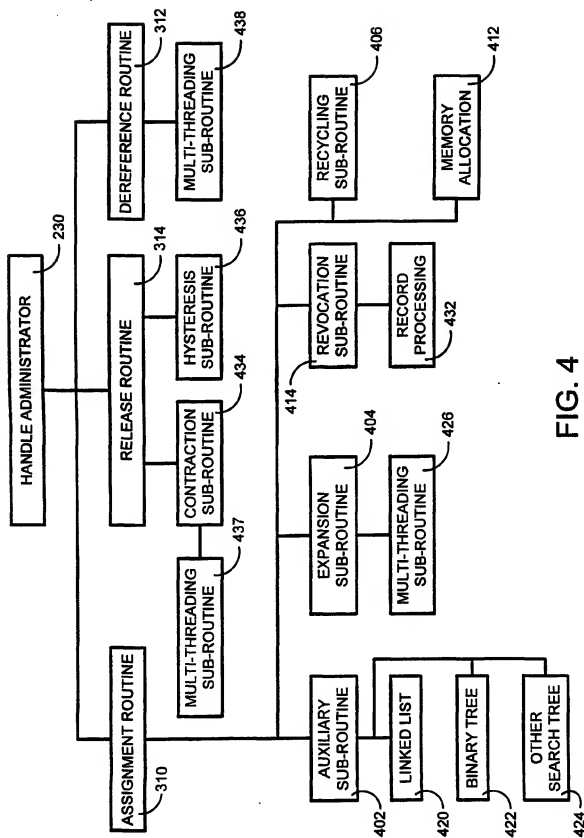 HANDLE ADMINISTRATOR
230
ASSIGNMENT ROUTINE
310
RELEASE ROUTINE
314
DEREFERENCE ROUTINE
312
MULTI-THREADING
SUB-ROUTINE
437
CONTRACTION
SUB-ROUTINE
434
HYSTERESIS
SUB-ROUTINE
436
MULTI-THREADING
SUB-ROUTINE
438
AUXILIARY
SUB-ROUTINE
402
LINKED LIST
420
BINARY TREE
422
OTHER
SEARCH TREE
424
EXPANSION
SUB-ROUTINE
404
MULTI-THREADING
SUB-ROUTINE
426
REVOCATION
SUB-ROUTINE
414
RECORD
PROCESSING
432
RECYCLING
SUB-ROUTINE
406
MEMORY
ALLOCATION
412
FIG. 4